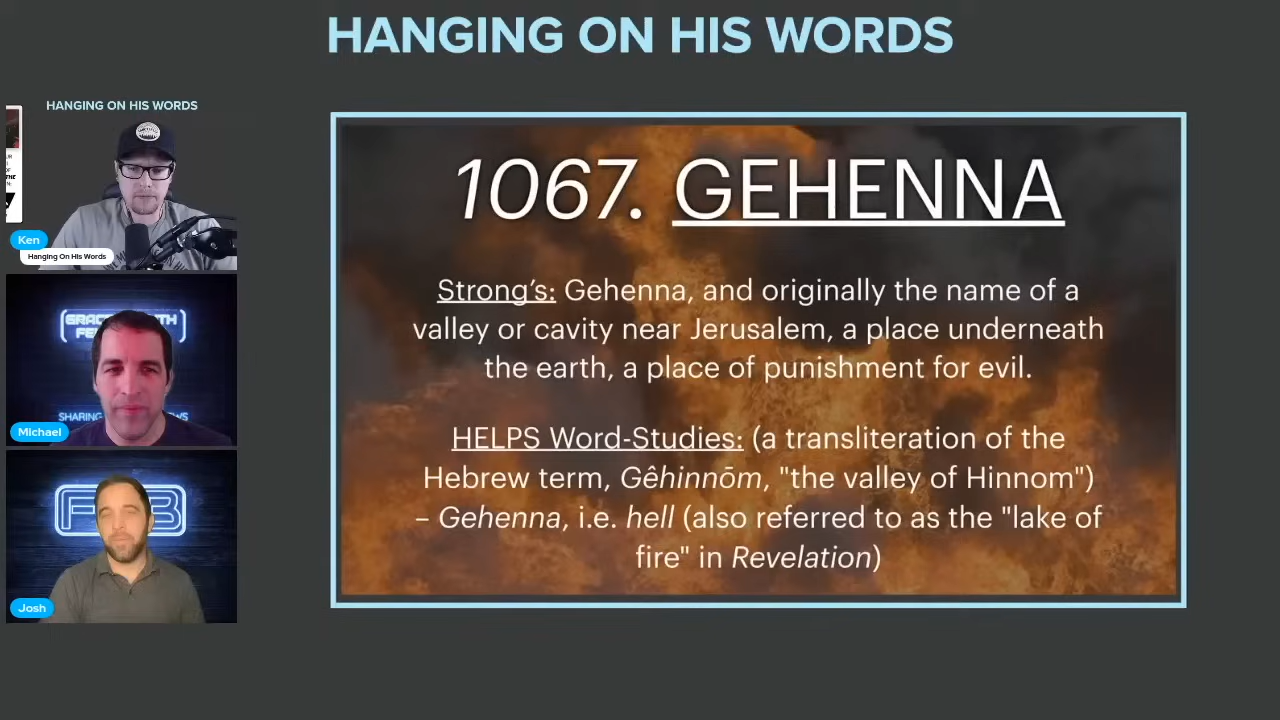 HANGING ON HIS WORDS
HANGING ON HIS WORDS
Ken
Hanging On His Words
Michael
Josh
1067. GEHENNA
Strong's: Gehenna, and originally the name of a
valley or cavity near Jerusalem, a place underneath
the earth, a place of punishment for evil.
HELPS Word-Studies: (a transliteration of the
Hebrew term, Gêhinnōm, "the valley of Hinnom")
– Gehenna, i.e. hell (also referred to as the "lake of
fire" in Revelation)